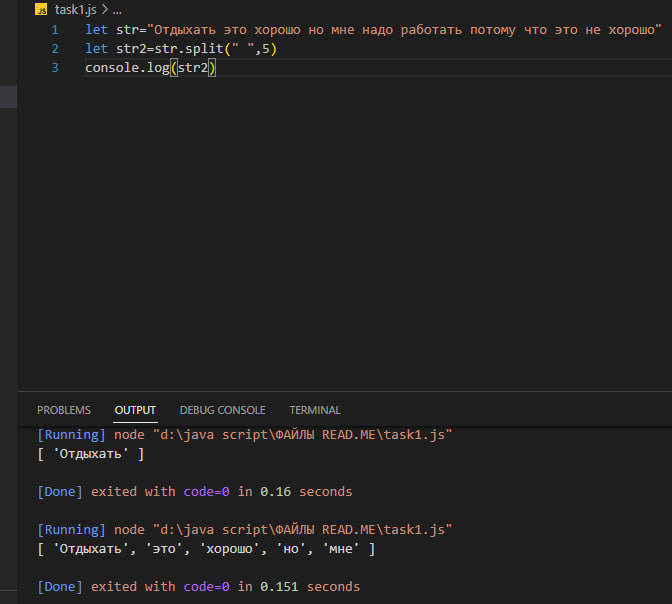 JS task1.js > ...
1 let str="Отдыхать это хорошо но мне надо работать потому что это не хорошо"
2 let str2=str.split(" ",5)
3 console.log(str2)
PROBLEMS OUTPUT DEBUG CONSOLE TERMINAL
[Running] node "d:\java script\ФАЙЛЫ READ.ME\task1.js"
[ 'Отдыхать' ]
[Done] exited with code=0 in 0.16 seconds
[Running] node "d:\java script\ФАЙЛЫ READ.ME\task1.js"
[ 'Отдыхать', 'это', 'хорошо', 'но', 'мне' ]
[Done] exited with code=0 in 0.151 seconds